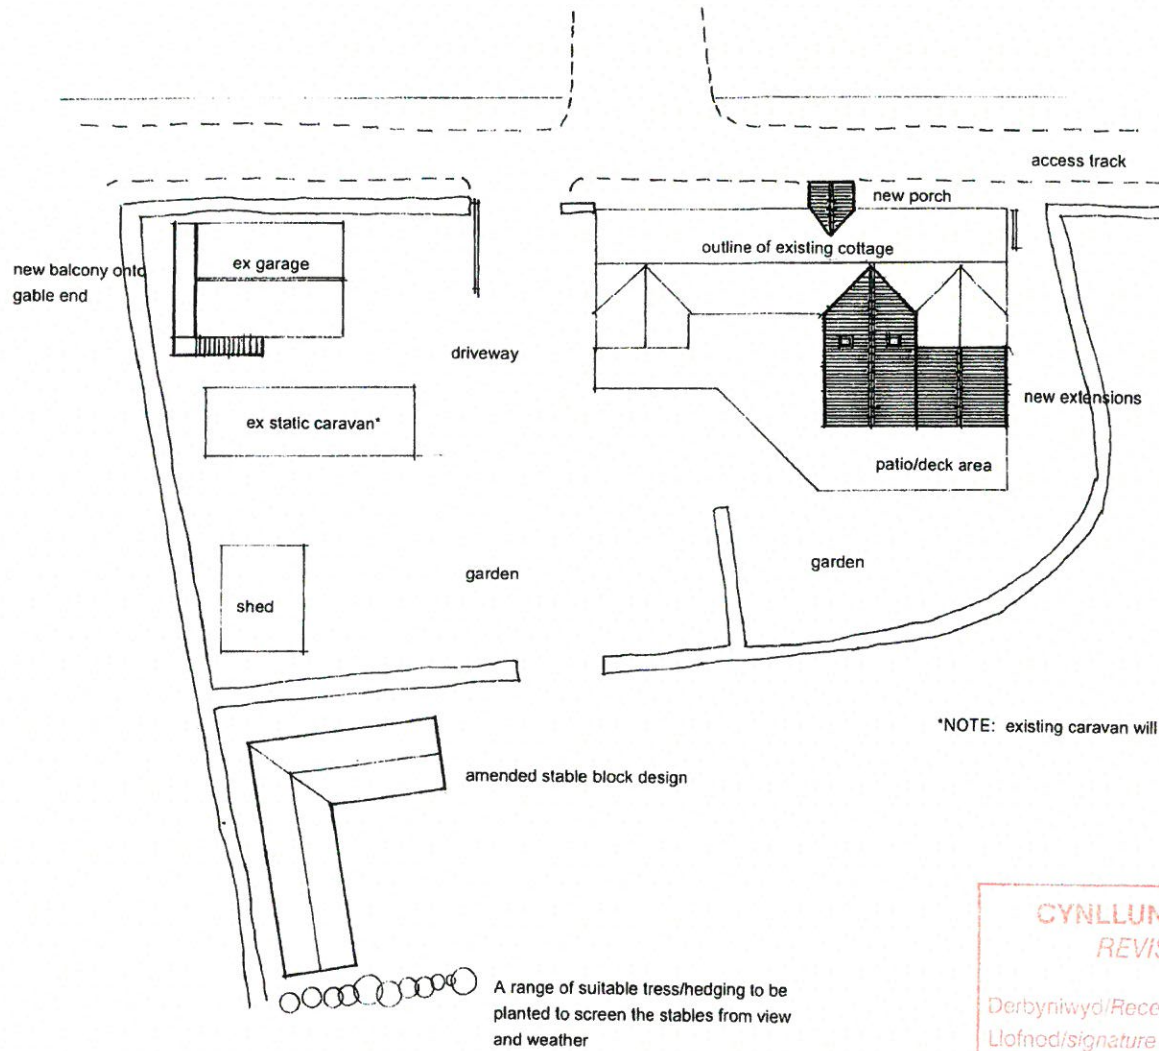 access track
new porch
outline of existing cottage
new balcony onto
gable end
ex garage
driveway
ex static caravan*
new extensions
patio/deck area
garden
garden
shed
*NOTE: existing caravan will
amended stable block design
CYNLLUN
REVIS
Derbyniwyd/Rece
Llofnod/signature
A range of suitable tress/hedging to be
planted to screen the stables from view
and weather